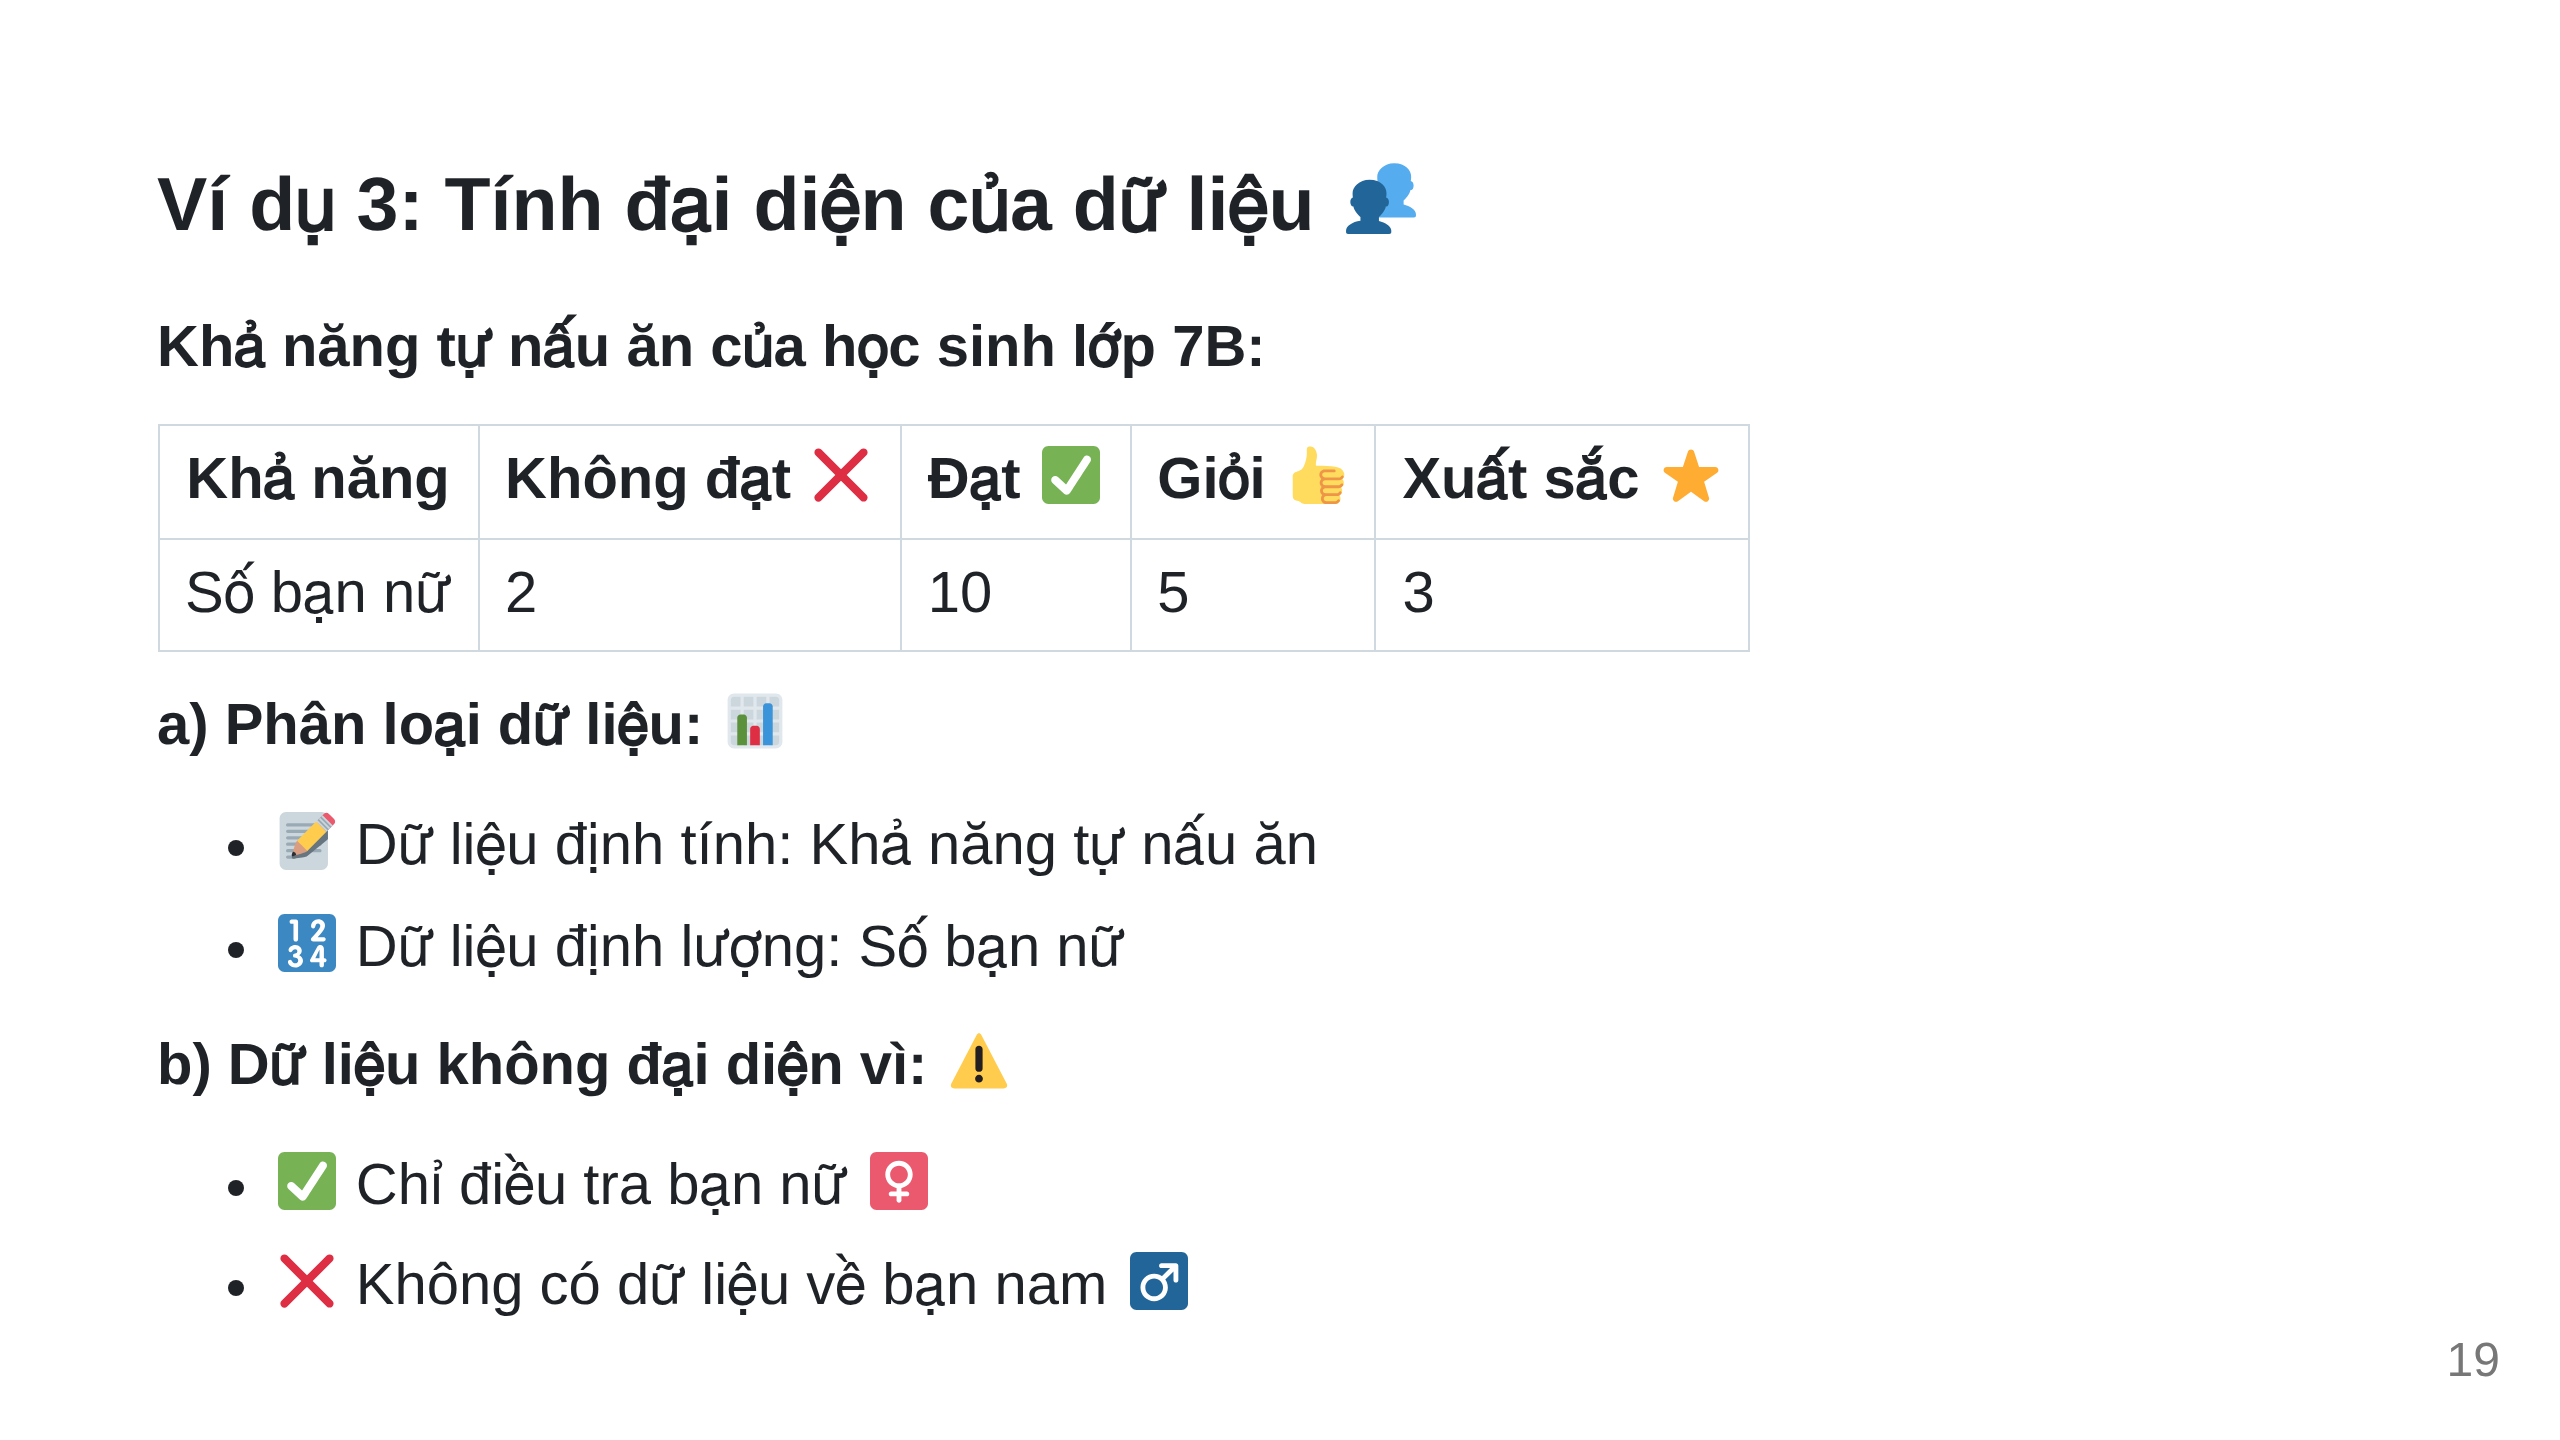 Ví dụ 3: Tính đại diện của dữ liệu 👥
Khả năng tự nấu ăn của học sinh lớp 7B:
Khả năng Không đạt ❌ Đạt ✅ Giỏi 👍 Xuất sắc ⭐
Số bạn nữ 2 10 5 3
a) Phân loại dữ liệu: 📊
• 📝 Dữ liệu định tính: Khả năng tự nấu ăn
• 🔢 Dữ liệu định lượng: Số bạn nữ
b) Dữ liệu không đại diện vì: ⚠️
• ✅ Chỉ điều tra bạn nữ ♀️
• ❌ Không có dữ liệu về bạn nam ♂️
19